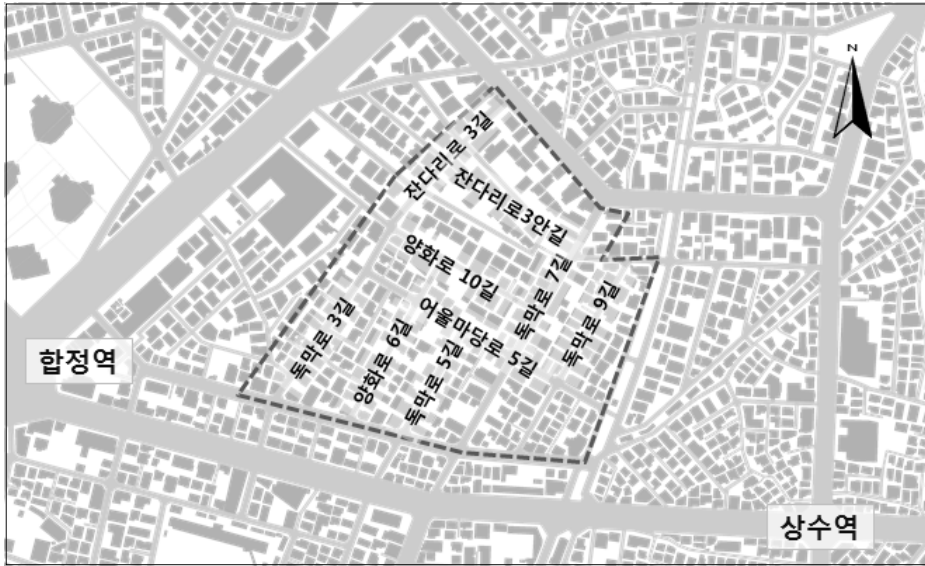 N
잔다리로 3길
잔다리로3안길
양화로 10길
독막로 7길
독막로 9길
어울마당로 5길
독막로 3길
양화로 6길
독막로 5길
합정역
상수역